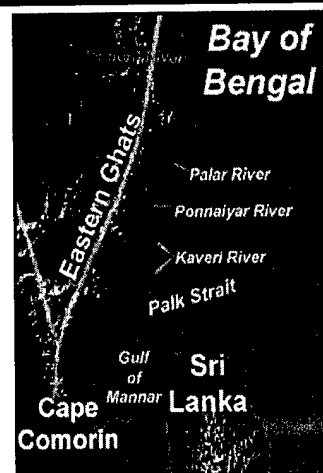 Bay of
Bengal
Eastern Ghats
Palar River
Ponnaiyar River
Kaveri River
Palk Strait
Gulf
of
Mannar
Sri
Lanka
Cape
Comorin